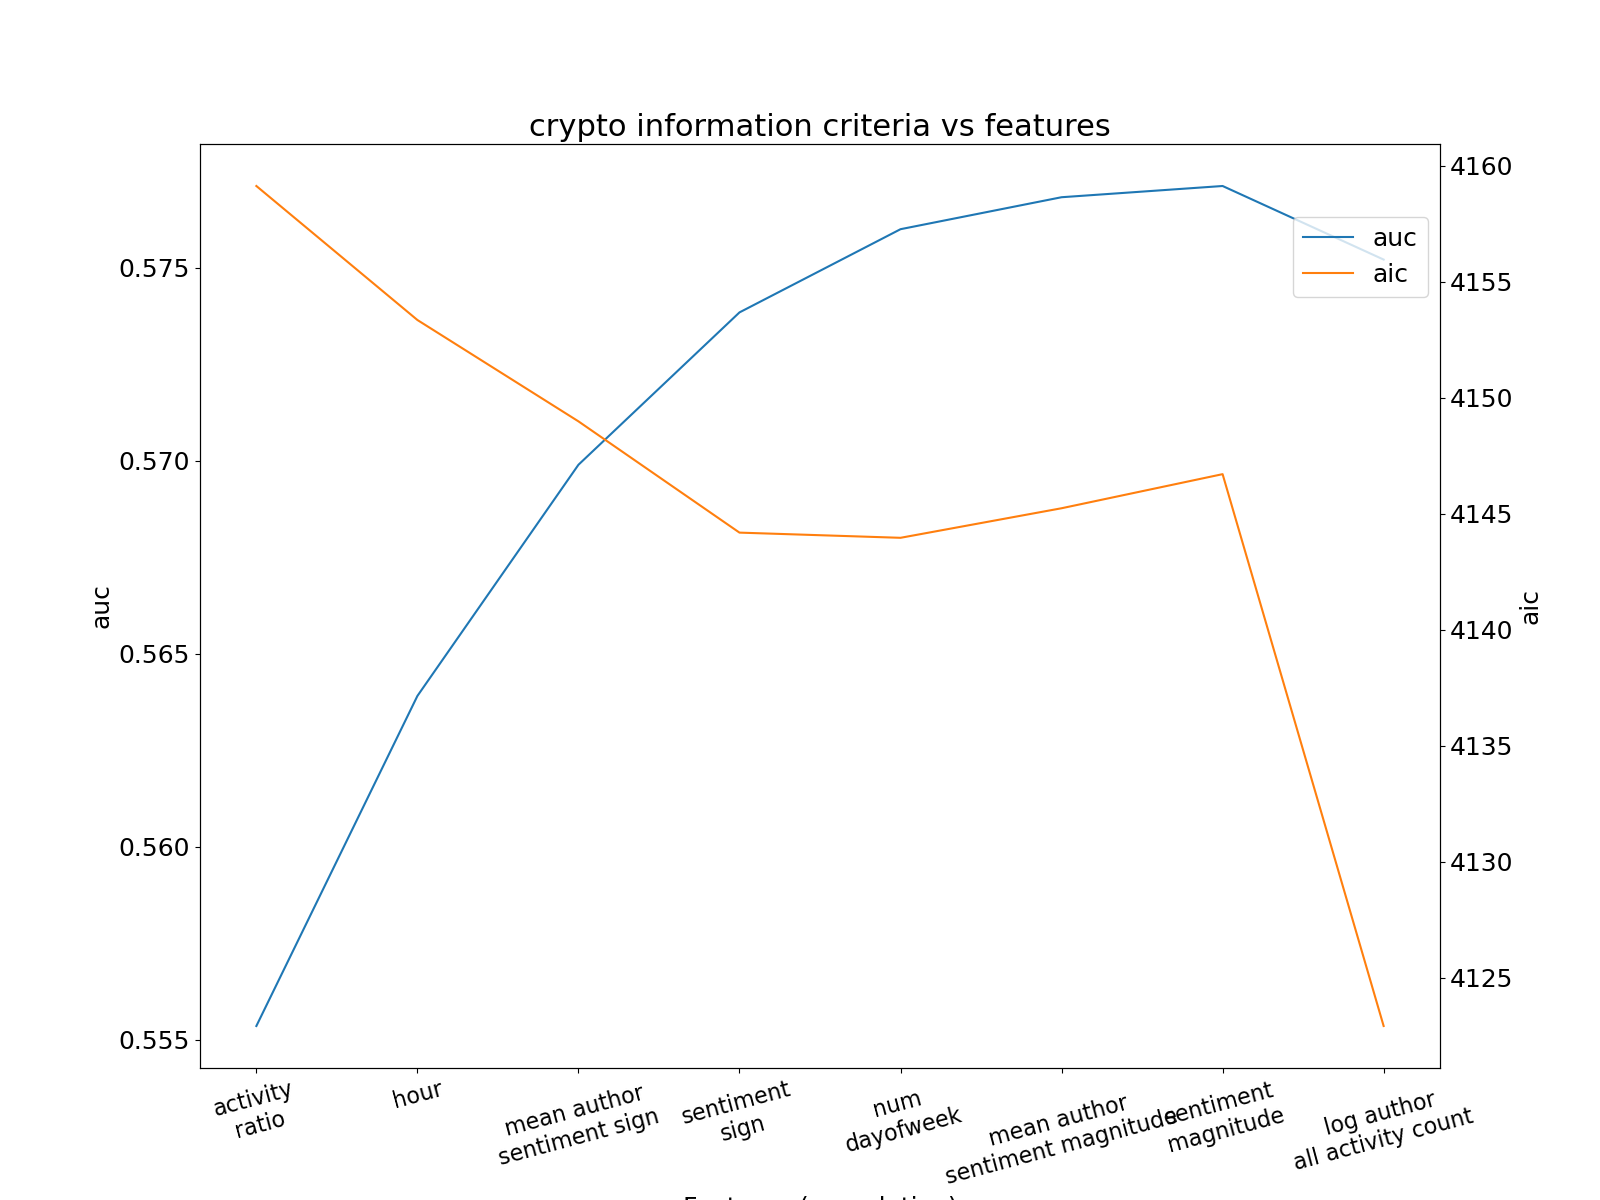 crypto information criteria vs features
4160
4155
4150
4145
4140
4135
4130
4125
0.575
0.570
0.565
0.560
0.555
auc
aic
auc
aic
activity
ratio
hour
mean author
sentiment sign
sentiment
sign
num
dayofweek
mean author
sentiment magnitude
sentiment
magnitude
log author
all activity count